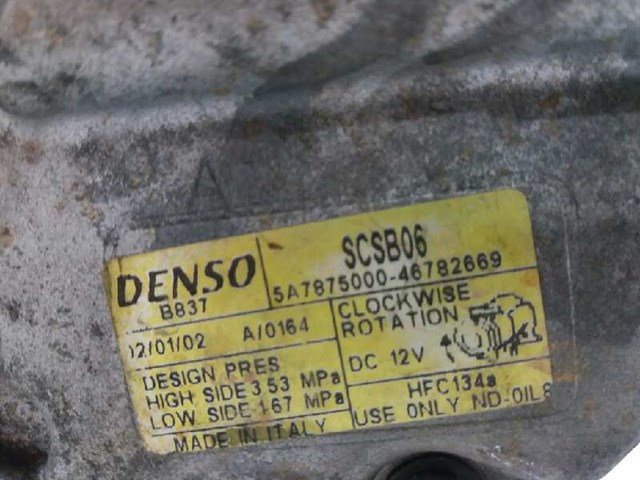 A
SCSB06
DENSO
B837
5A7875000-46782669
12/01/02 A/0164
CLOCKWISE
ROTATION
DC 12V
DESIGN PRES
HIGH SIDE 3 53 MPa
LOW SIDE 1 67 MPa
HFC134a
USE ONLY ND-OIL8
MADE IN ITALY